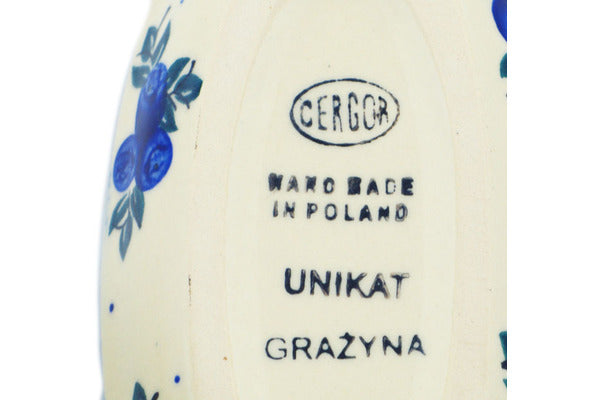 CERGOR
HAND MADE
IN POLAND
UNIKAT
GRAŻYNA